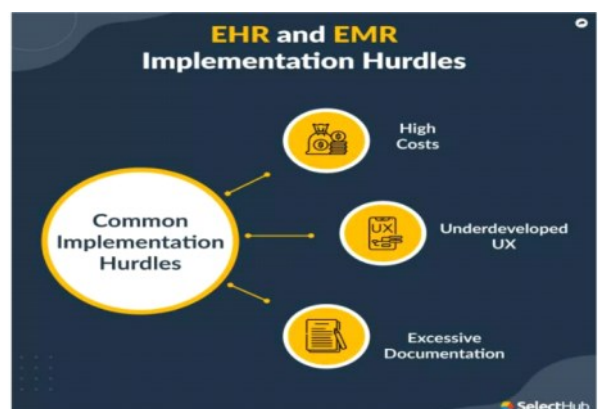 EHR and EMR
Implementation Hurdles
High
Costs
Common
Implementation
Hurdles
UX
Underdeveloped
UX
Excessive
Documentation
SelectHub